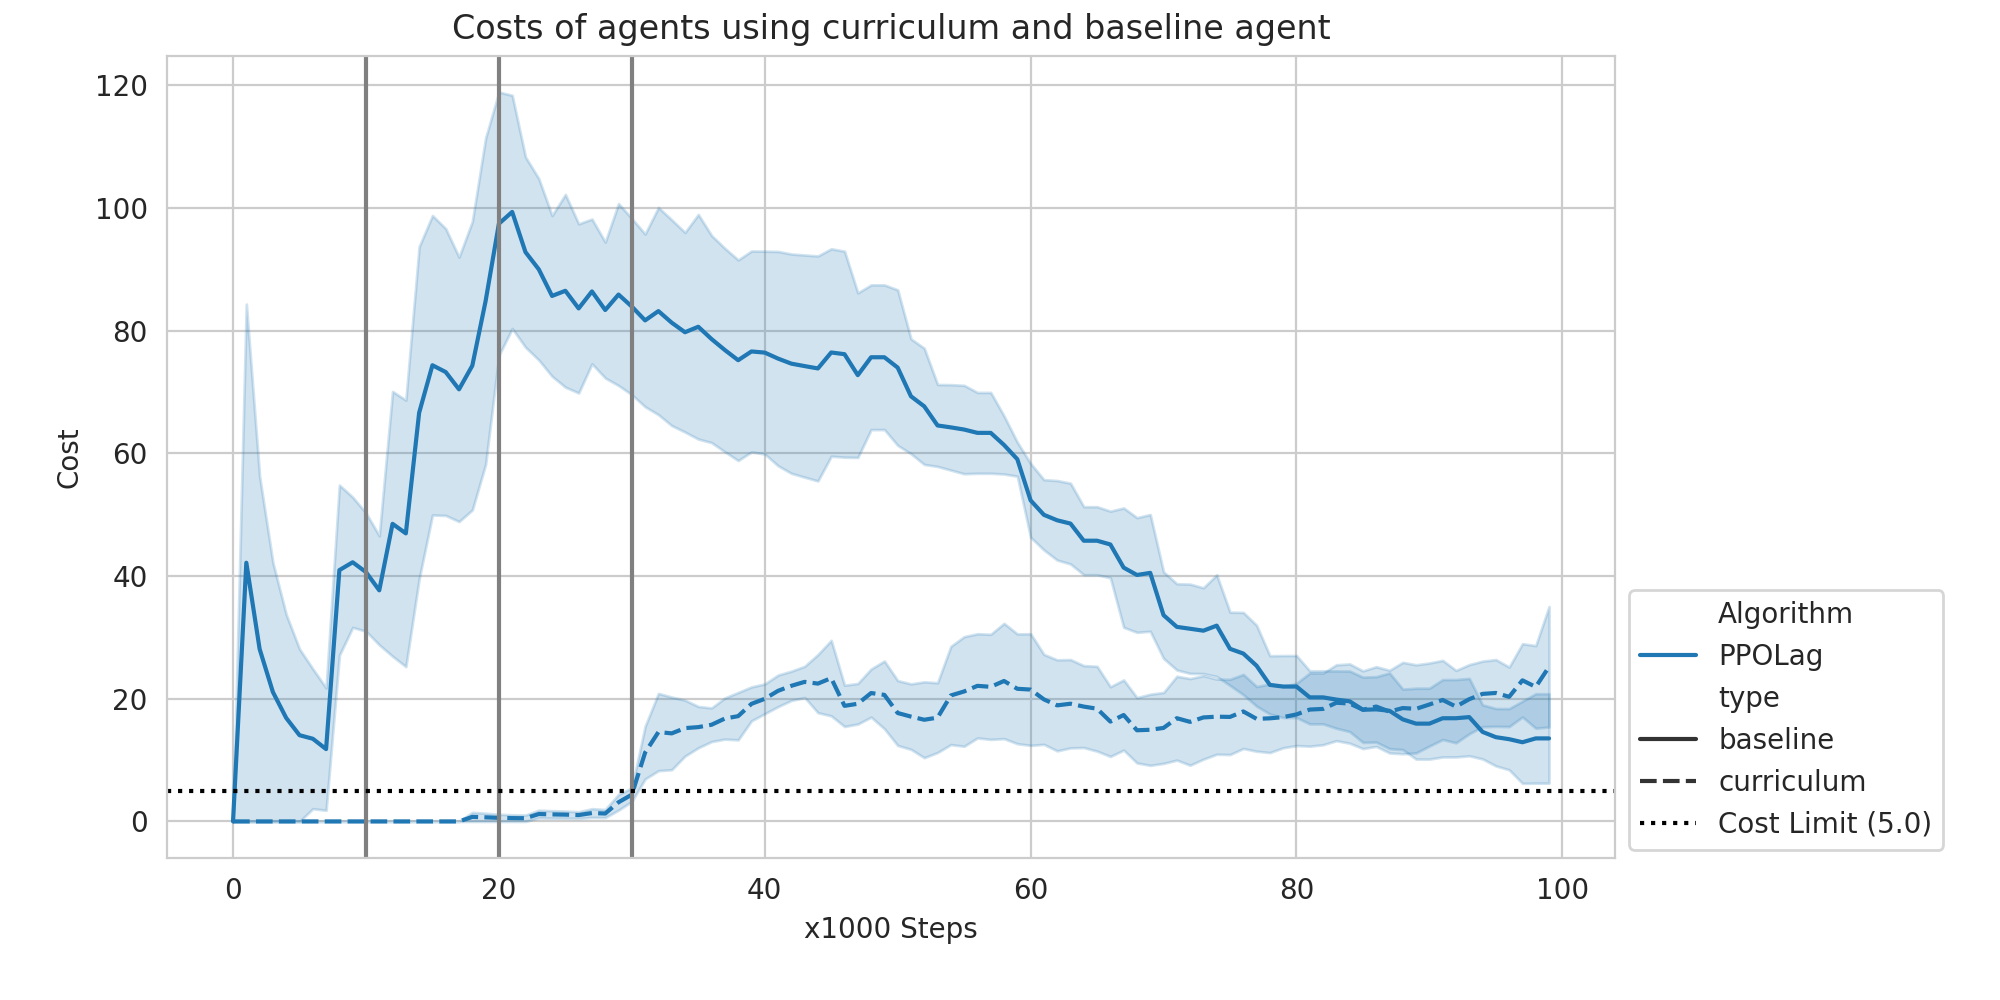 Costs of agents using curriculum and baseline agent
120
100
80
60
40
20
0
Cost
0 20 40 60 80 100
x1000 Steps
Algorithm
PPOLag
type
baseline
curriculum
Cost Limit (5.0)